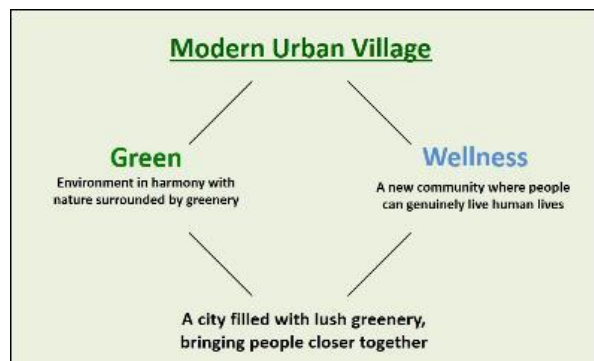 Modern Urban Village
Green
Environment in harmony with
nature surrounded by greenery
Wellness
A new community where people
can genuinely live human lives
A city filled with lush greenery,
bringing people closer together